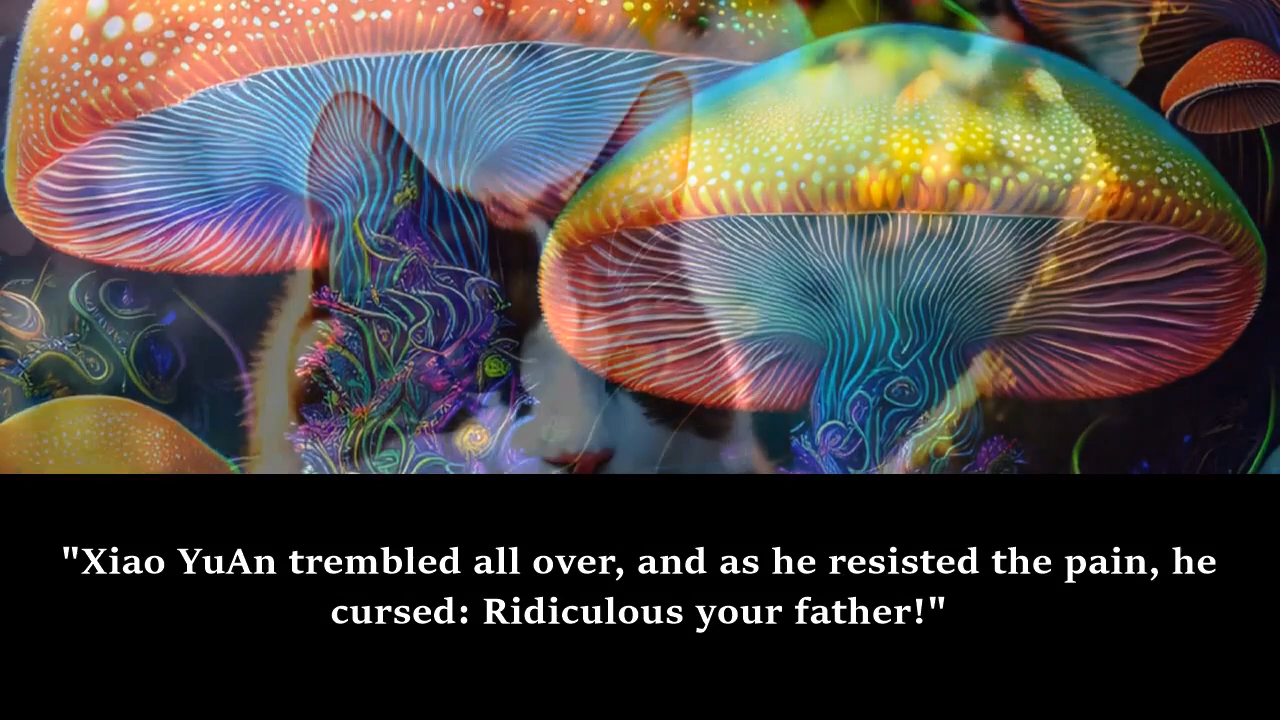 "Xiao YuAn trembled all over, and as he resisted the pain, he
cursed: Ridiculous your father!"